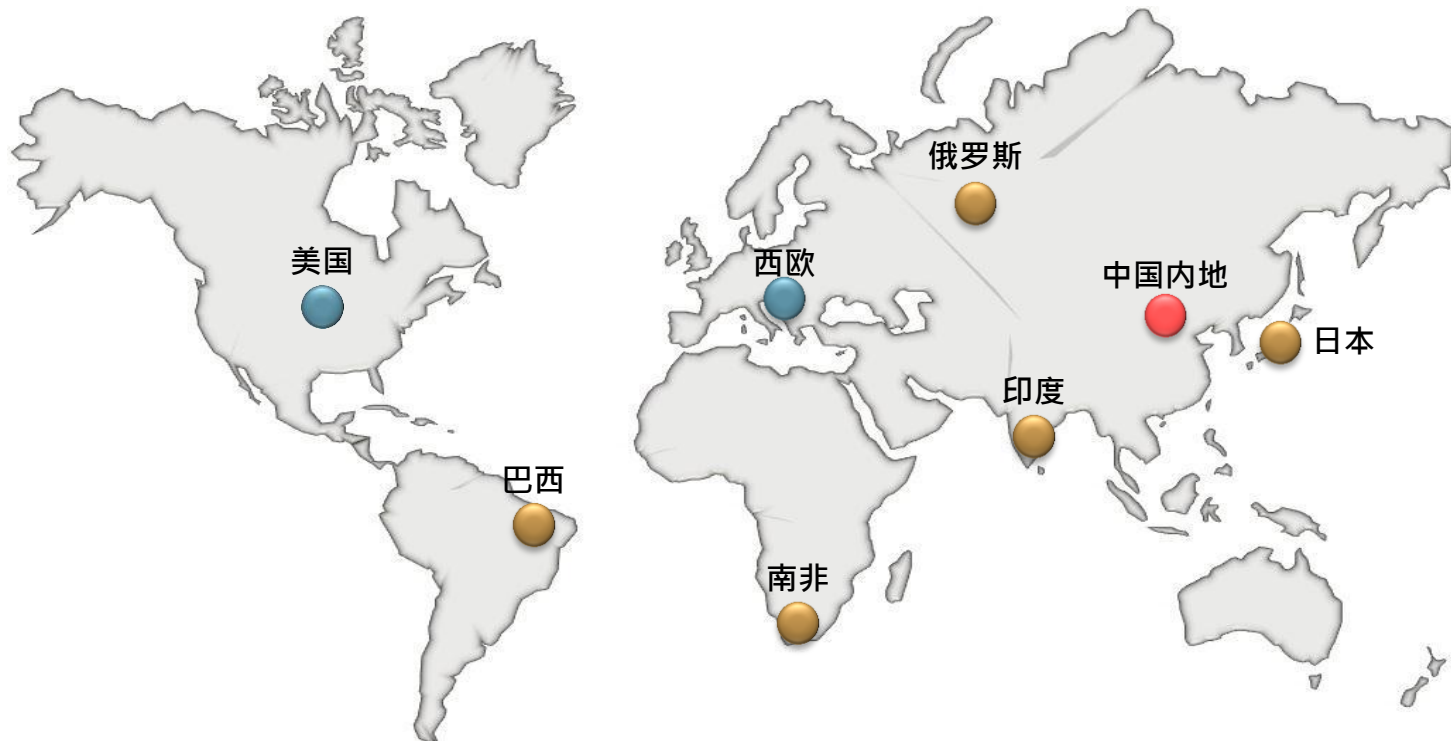 俄罗斯
美国
西欧
中国内地
日本
印度
巴西
南非